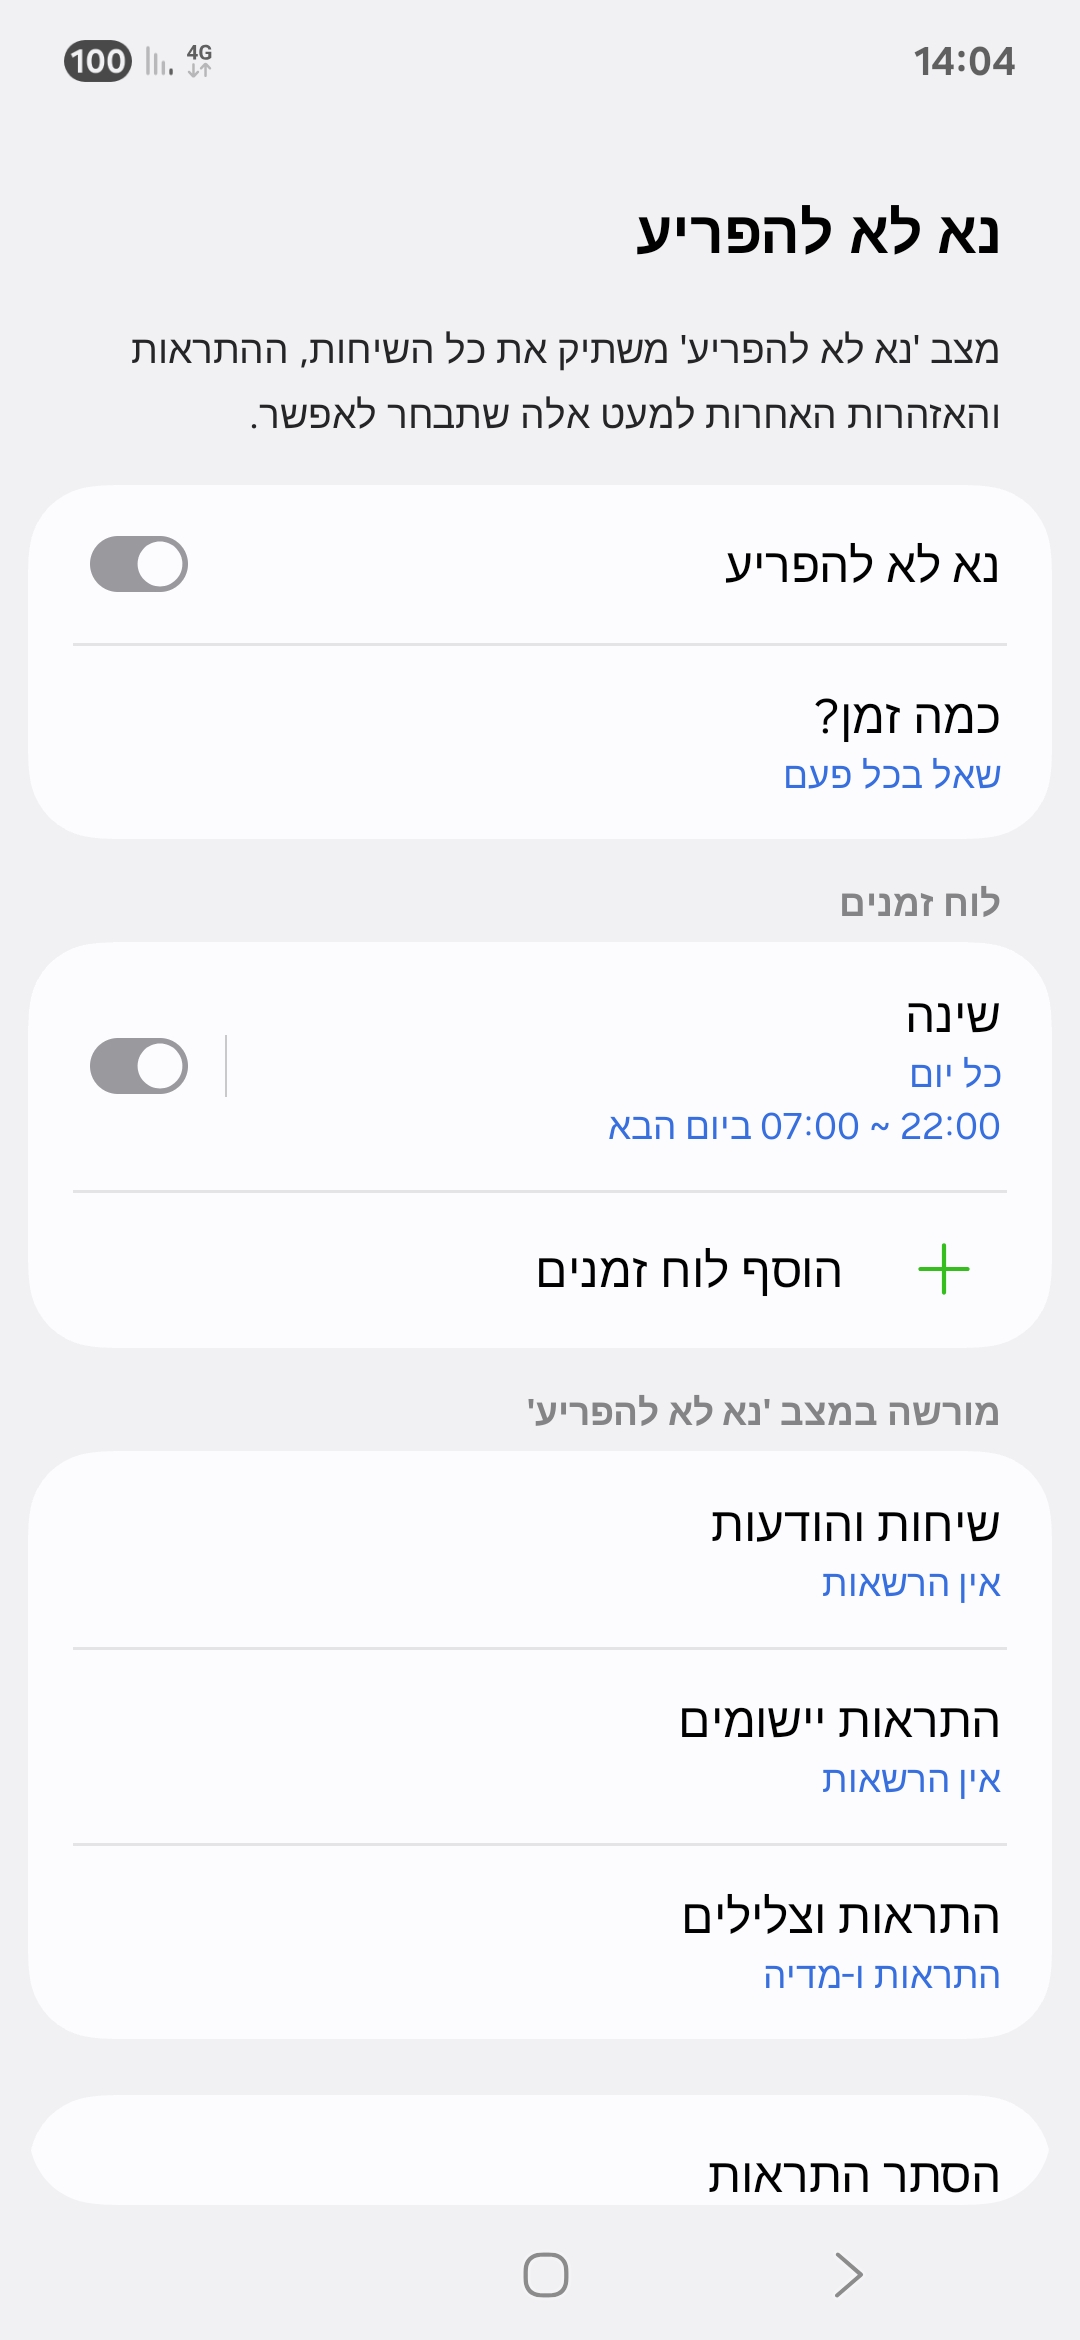 100 4G 14:04
נא לא להפריע
מצב 'נא לא להפריע' משתיק את כל השיחות, ההתראות
והאזהרות האחרות למעט אלה שתבחר לאפשר.
נא לא להפריע
כמה זמן?
שאל בכל פעם
לוח זמנים
שינה
כל יום
22:00 ~ 07:00 ביום הבא
הוסף לוח זמנים
מורשה במצב 'נא לא להפריע'
שיחות והודעות
אין הרשאות
התראות יישומים
אין הרשאות
התראות וצלילים
התראות ו-מדיה
הסתר התראות